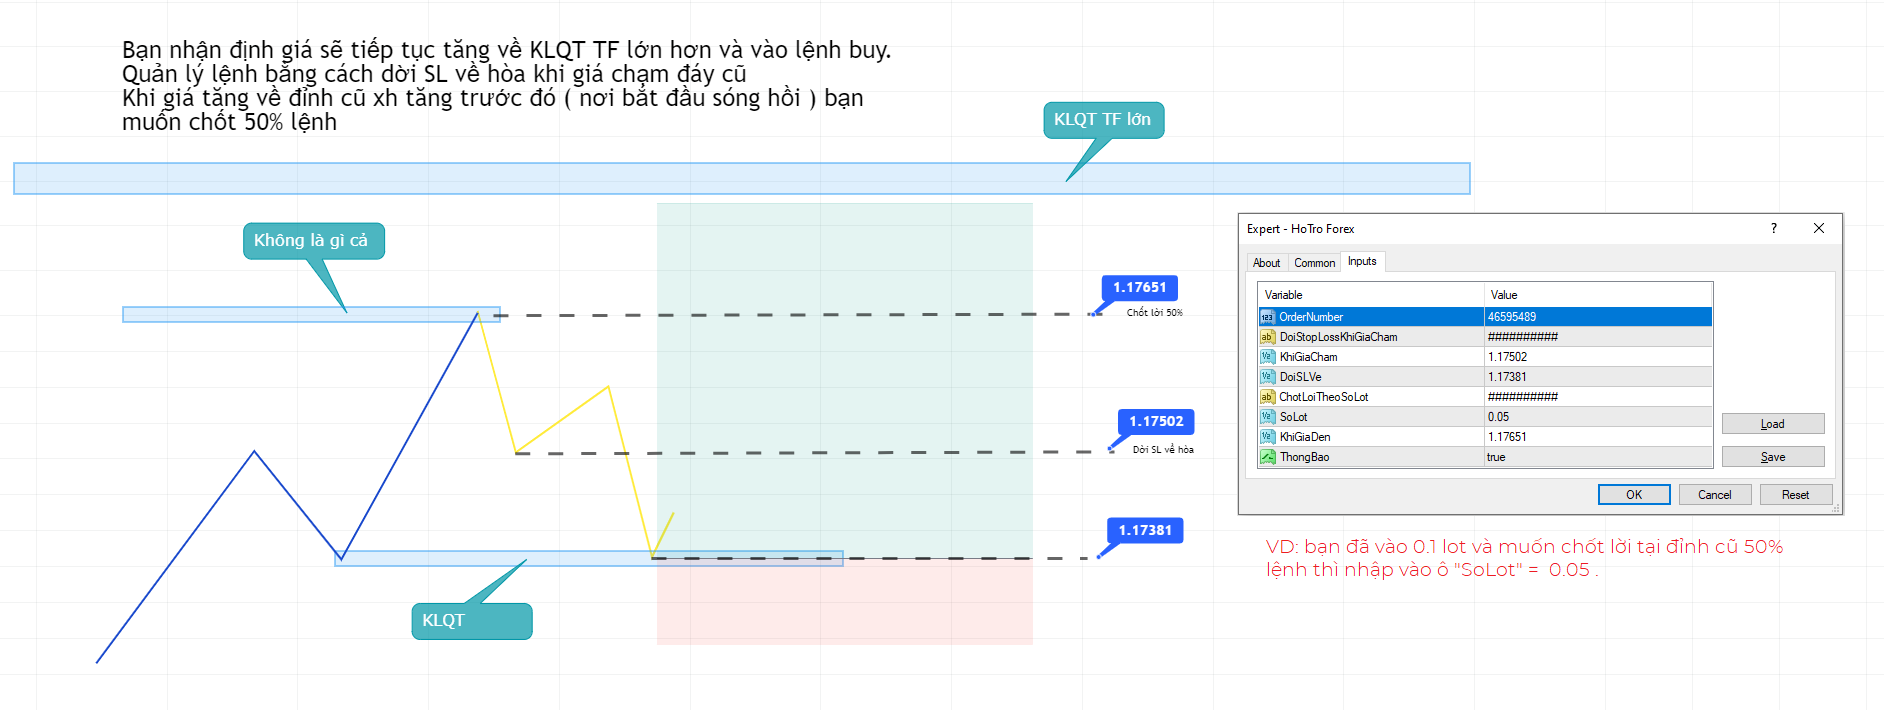 Bạn nhận định giá sẽ tiếp tục tăng về KLQT TF lớn hơn và vào lệnh buy.
Quản lý lệnh bằng cách dời SL về hòa khi giá chạm đáy cũ
Khi giá tăng về đỉnh cũ xh tăng trước đó ( nơi bắt đầu sóng hồi ) bạn
muốn chốt 50% lệnh
KLQT TF lớn
Không là gì cả
1.17651
Chốt lời 50%
1.17502
Dời SL về hòa
1.17381
KLQT
Expert - HoTro Forex
?
About Common Inputs
Variable Value
OrderNumber 46595489
DoiStopLossKhiGiaCham ##########
KhiGiaCham 1.17502
DoiSLVe 1.17381
ChotLoiTheoSoLot ##########
SoLot 0.05
KhiGiaDen 1.17651
ThongBao true
Load
Save
OK Cancel Reset
VD: bạn đã vào 0.1 lot và muốn chốt lời tại đỉnh cũ 50%
lệnh thì nhập vào ô "SoLot" = 0.05 .